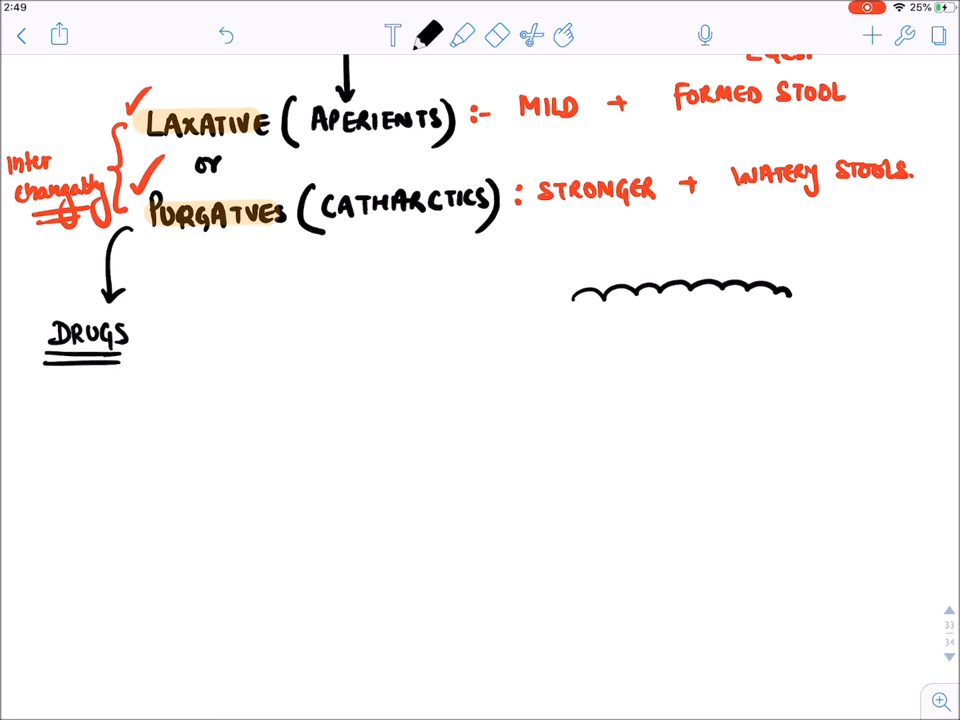 2:49
25%
T
LAXATIVE ( APERIENTS) :- MILD + FORMED STOOL
or
Inter
changably
PURGATVES (CATHARCTICS) : STRONGER + WATERY STOOLS.
DRUGS
33
34